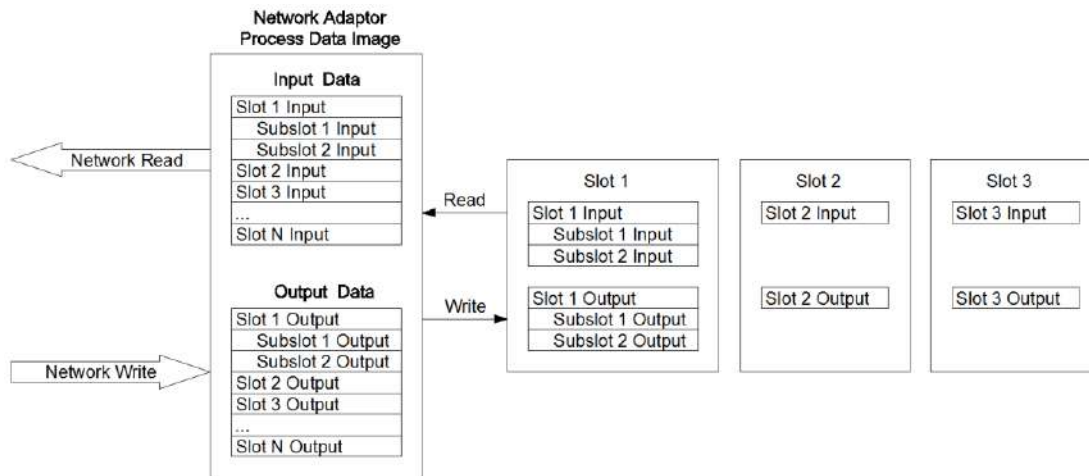 Network Adaptor
Process Data Image
Input Data
Slot 1 Input
Subslot 1 Input
Subslot 2 Input
Slot 2 Input
Slot 3 Input
...
Slot N Input
Network Read
Output Data
Slot 1 Output
Subslot 1 Output
Subslot 2 Output
Slot 2 Output
Slot 3 Output
...
Slot N Output
Network Write
Read
Write
Slot 1
Slot 1 Input
Subslot 1 Input
Subslot 2 Input
Slot 1 Output
Subslot 1 Output
Subslot 2 Output
Slot 2
Slot 2 Input
Slot 2 Output
Slot 3
Slot 3 Input
Slot 3 Output